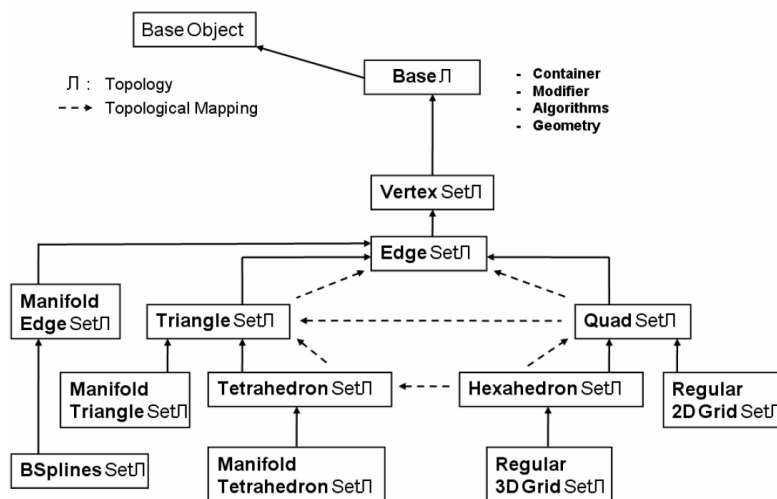 Base Object
Л : Topology
Topological Mapping
Base Л
- Container
- Modifier
- Algorithms
- Geometry
Vertex SetЛ
Edge SetЛ
Manifold
Edge SetЛ
Triangle SetЛ
Quad SetЛ
Manifold
Triangle SetЛ
Tetrahedron SetЛ
Hexahedron SetЛ
Regular
2D Grid SetЛ
BSplines SetЛ
Manifold
Tetrahedron SetЛ
Regular
3D Grid SetЛ